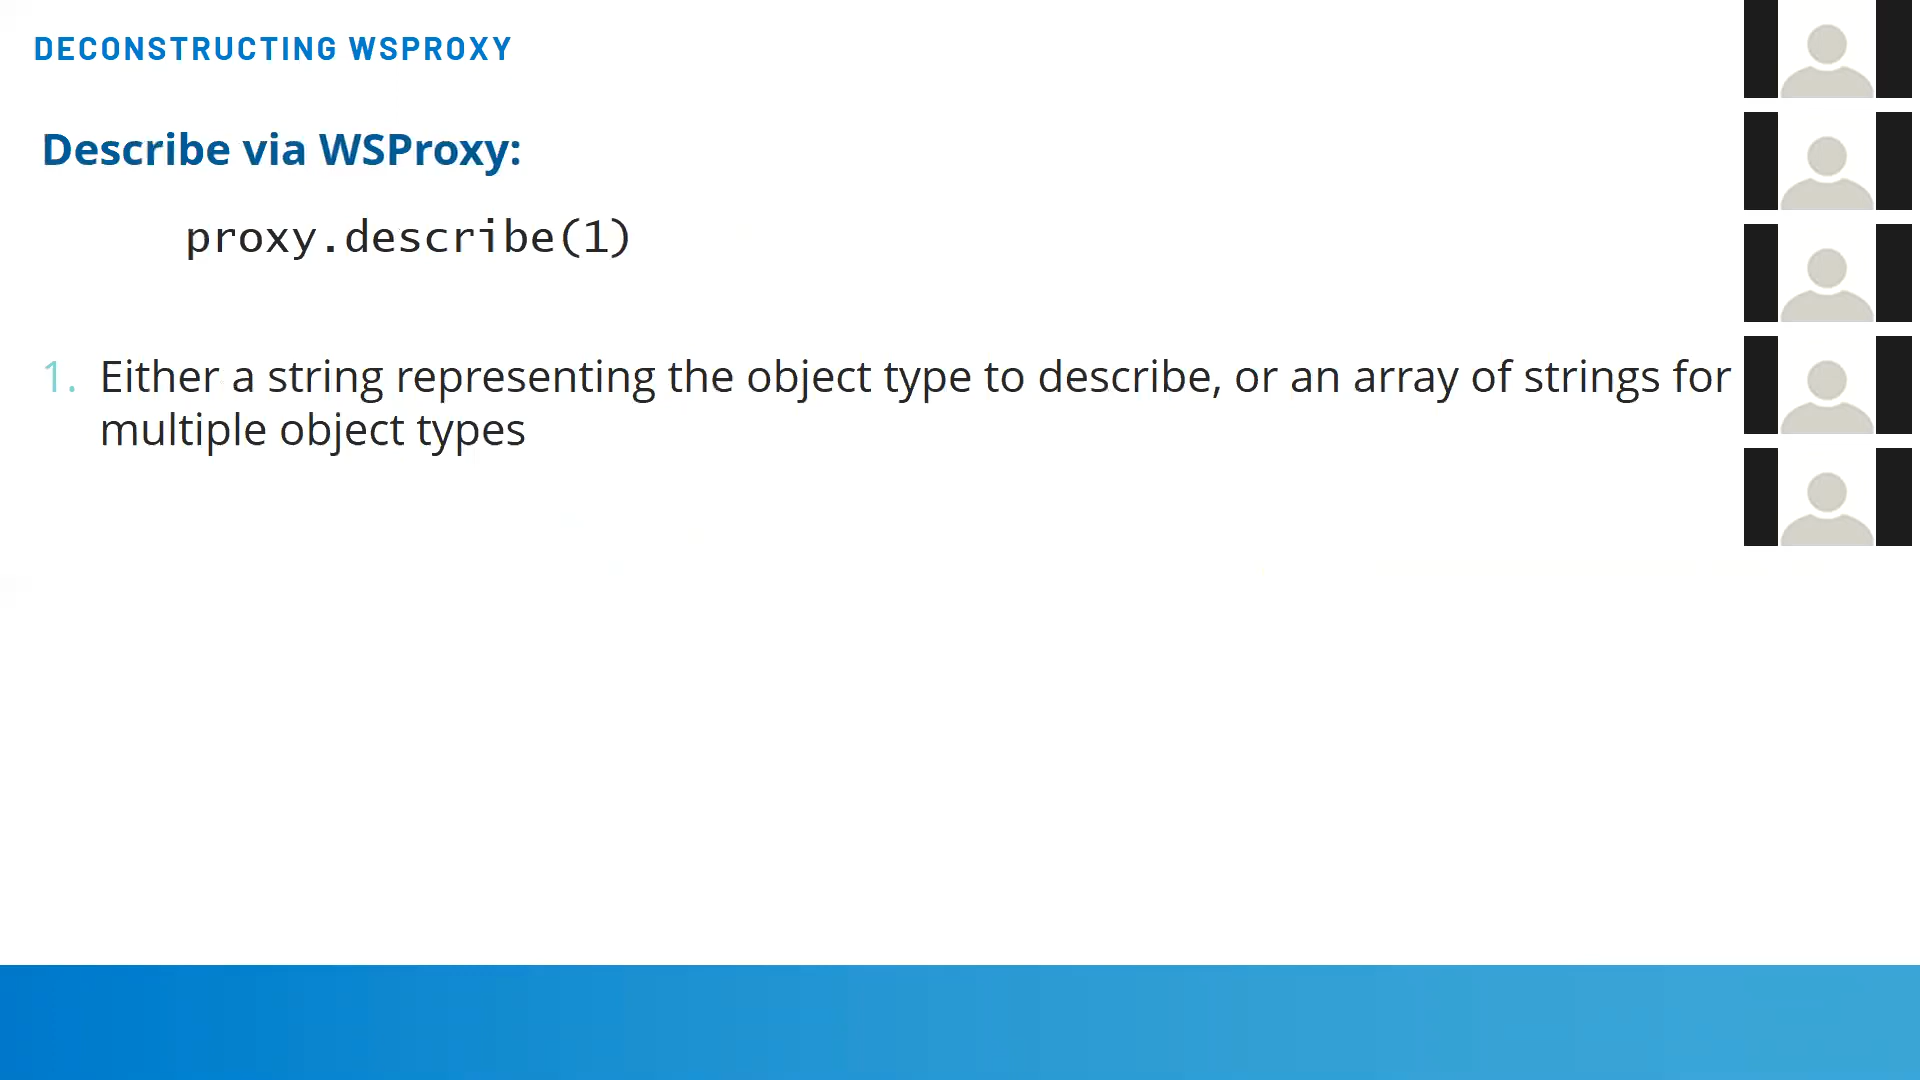 DECONSTRUCTING WSPROXY
Describe via WSProxy:
proxy.describe(1)
1. Either a string representing the object type to describe, or an array of strings for
multiple object types